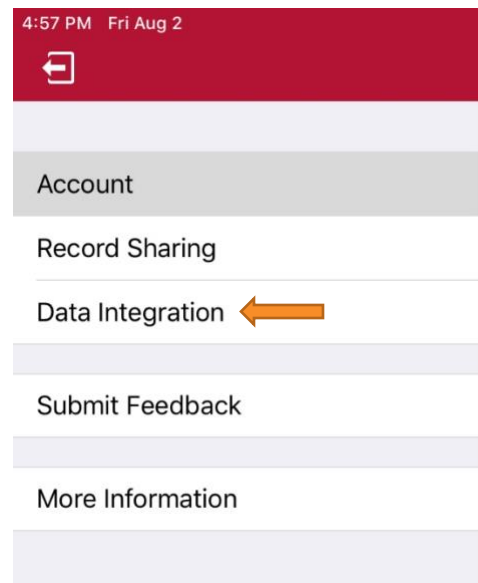 4:57 PM Fri Aug 2
Account
Record Sharing
Data Integration
Submit Feedback
More Information